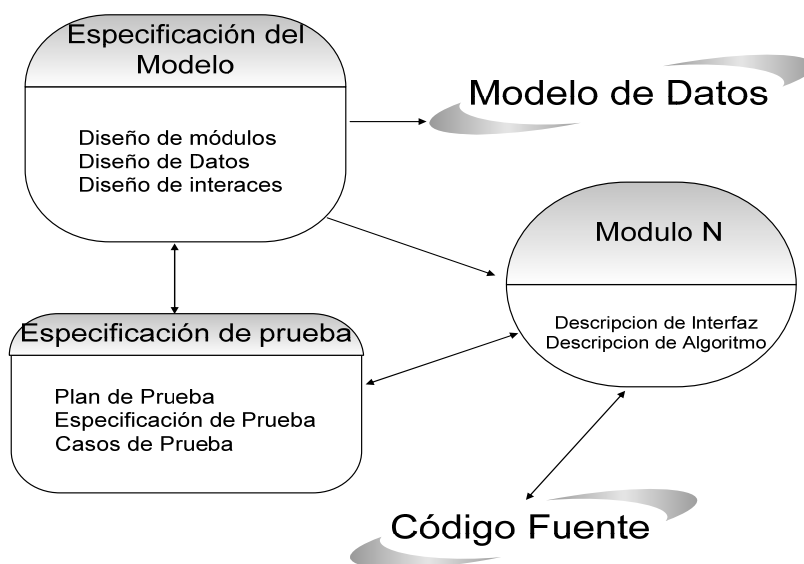 Especificación del
Modelo
Diseño de módulos
Diseño de Datos
Diseño de interaces
Modelo de Datos
Modulo N
Descripcion de Interfaz
Descripcion de Algoritmo
Especificación de prueba
Plan de Prueba
Especificación de Prueba
Casos de Prueba
Código Fuente